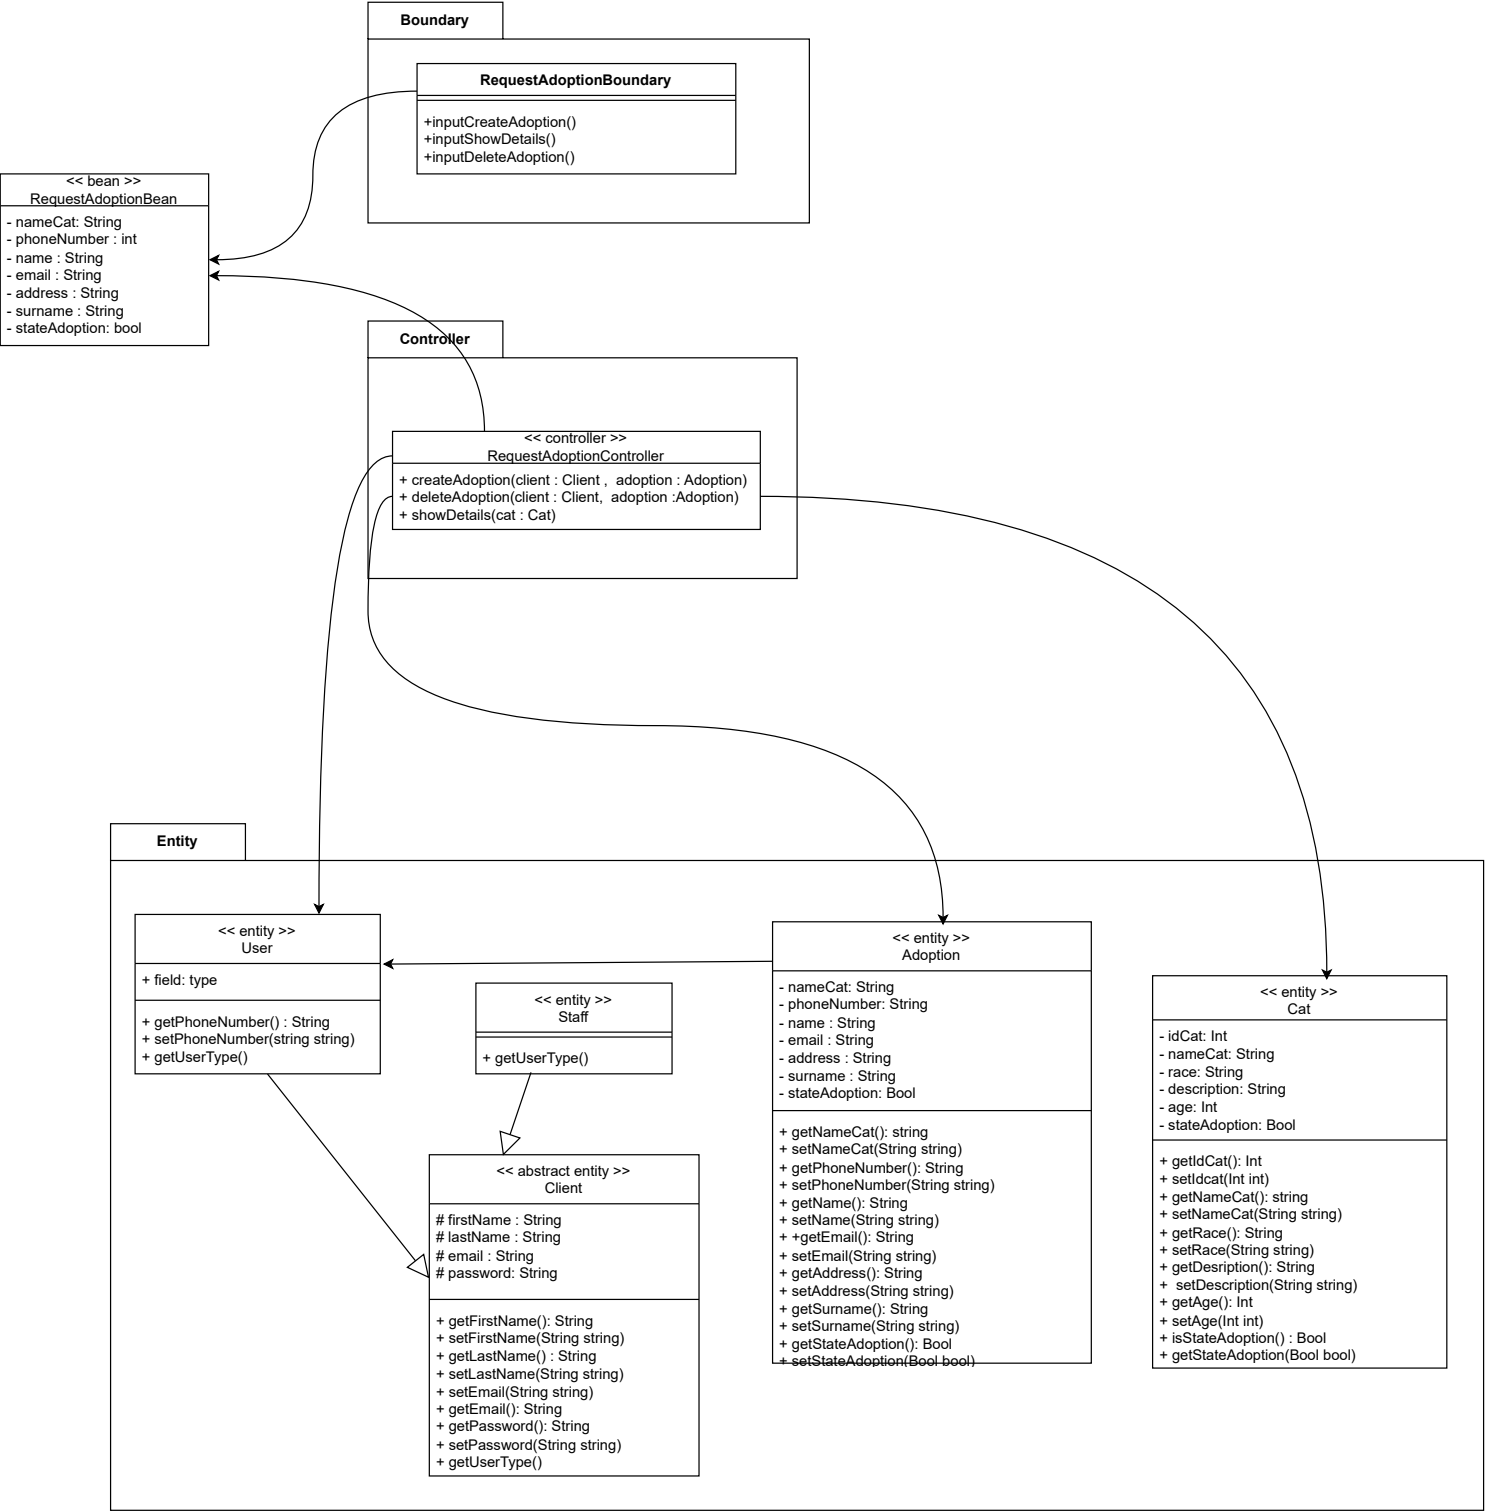 Boundary
RequestAdoptionBoundary
+inputCreateAdoption()
+inputShowDetails()
+inputDeleteAdoption()
<< bean >>
RequestAdoptionBean
- nameCat: String
- phoneNumber : int
- name : String
- email : String
- address : String
- surname : String
- stateAdoption: bool
Controller
<< controller >>
RequestAdoptionController
+ createAdoption(client : Client ,  adoption : Adoption)
+ deleteAdoption(client : Client,  adoption :Adoption)
+ showDetails(cat : Cat)
Entity
<< entity >>
User
+ field: type
+ getPhoneNumber() : String
+ setPhoneNumber(string string)
+ getUserType()
<< entity >>
Staff
+ getUserType()
<< abstract entity >>
Client
# firstName : String
# lastName : String
# email : String
# password: String
+ getFirstName(): String
+ setFirstName(String string)
+ getLastName() : String
+ setLastName(String string)
+ setEmail(String string)
+ getEmail(): String
+ getPassword(): String
+ setPassword(String string)
+ getUserType()
<< entity >>
Adoption
- nameCat: String
- phoneNumber: String
- name : String
- email : String
- address : String
- surname : String
- stateAdoption: Bool
+ getNameCat(): string
+ setNameCat(String string)
+ getPhoneNumber(): String
+ setPhoneNumber(String string)
+ getName(): String
+ setName(String string)
+ +getEmail(): String
+ setEmail(String string)
+ getAddress(): String
+ setAddress(String string)
+ getSurname(): String
+ setSurname(String string)
+ getStateAdoption(): Bool
+ setStateAdoption(Bool bool)
<< entity >>
Cat
- idCat: Int
- nameCat: String
- race: String
- description: String
- age: Int
- stateAdoption: Bool
+ getIdCat(): Int
+ setIdcat(Int int)
+ getNameCat(): string
+ setNameCat(String string)
+ getRace(): String
+ setRace(String string)
+ getDesription(): String
+  setDescription(String string)
+ getAge(): Int
+ setAge(Int int)
+ isStateAdoption() : Bool
+ getStateAdoption(Bool bool)